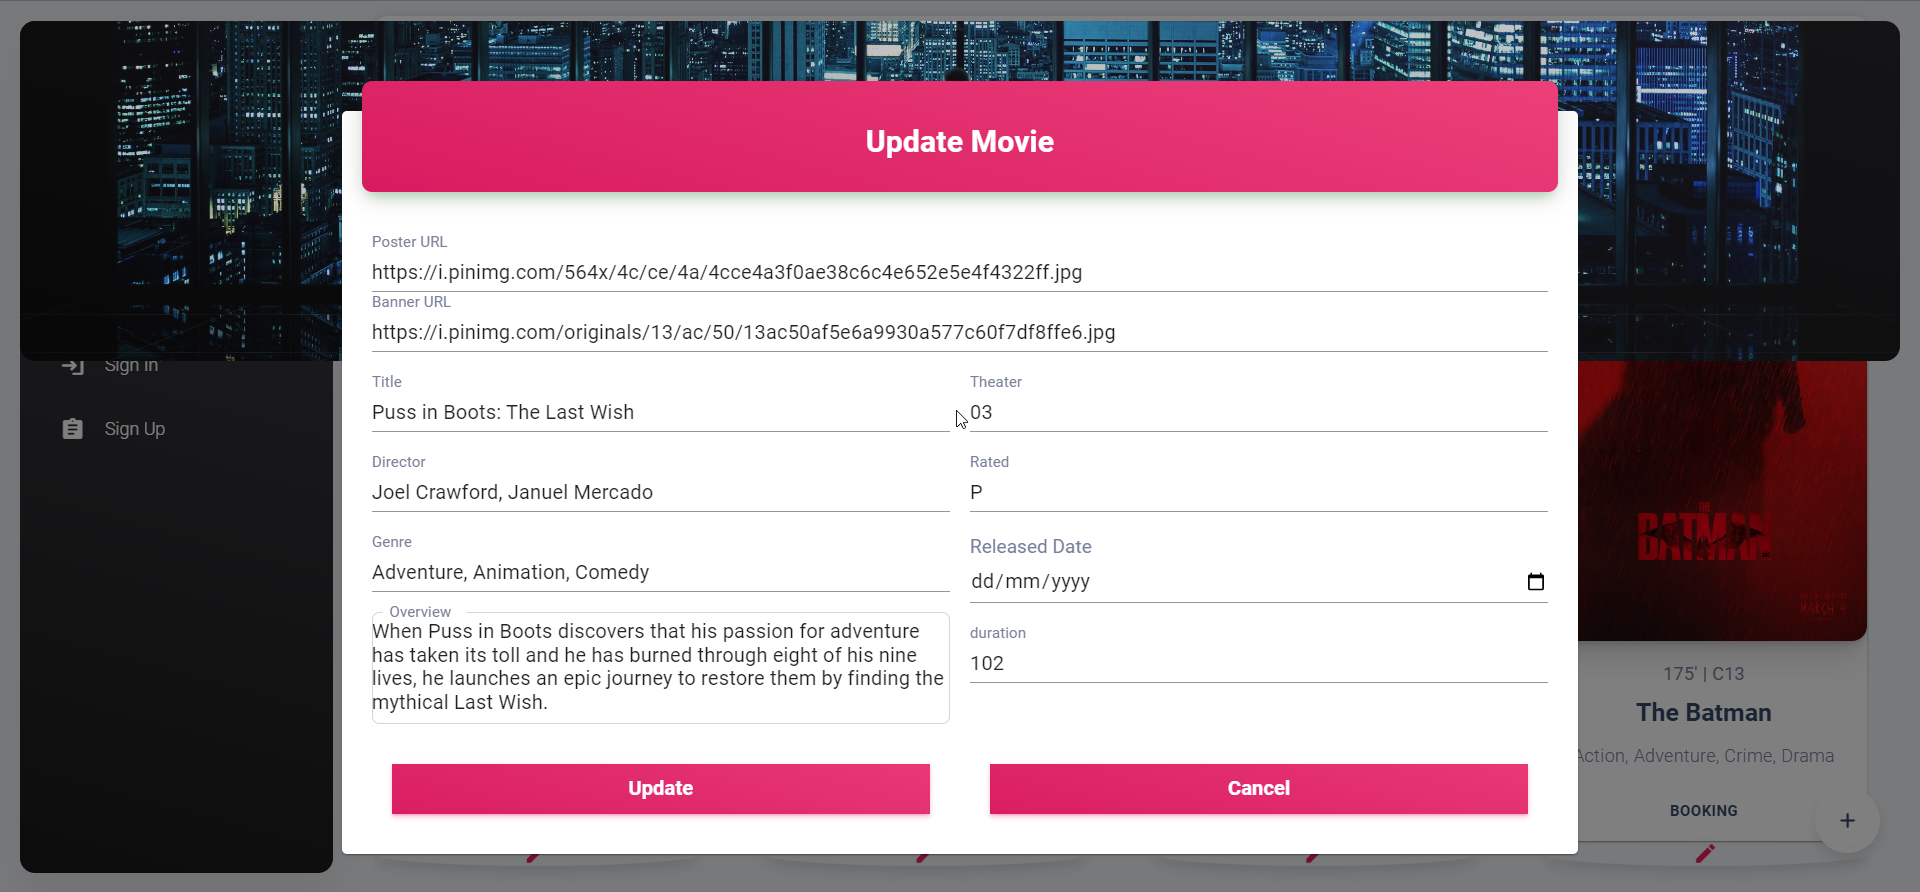 Update Movie
Poster URL
https://i.pinimg.com/564x/4c/ce/4a/4cce4a3f0ae38c6c4e652e5e4f4322ff.jpg
Banner URL
https://i.pinimg.com/originals/13/ac/50/13ac50af5e6a9930a577c60f7df8ffe6.jpg
Title
Puss in Boots: The Last Wish
Theater
03
Director
Joel Crawford, Januel Mercado
Rated
P
Genre
Adventure, Animation, Comedy
Released Date
dd/mm/yyyy
Overview
When Puss in Boots discovers that his passion for adventure
has taken its toll and he has burned through eight of his nine
lives, he launches an epic journey to restore them by finding the
mythical Last Wish.
duration
102
Update
Cancel
Sign In
Sign Up
THE
BATMAN
MARCH 4
175' | C13
The Batman
Action, Adventure, Crime, Drama
BOOKING